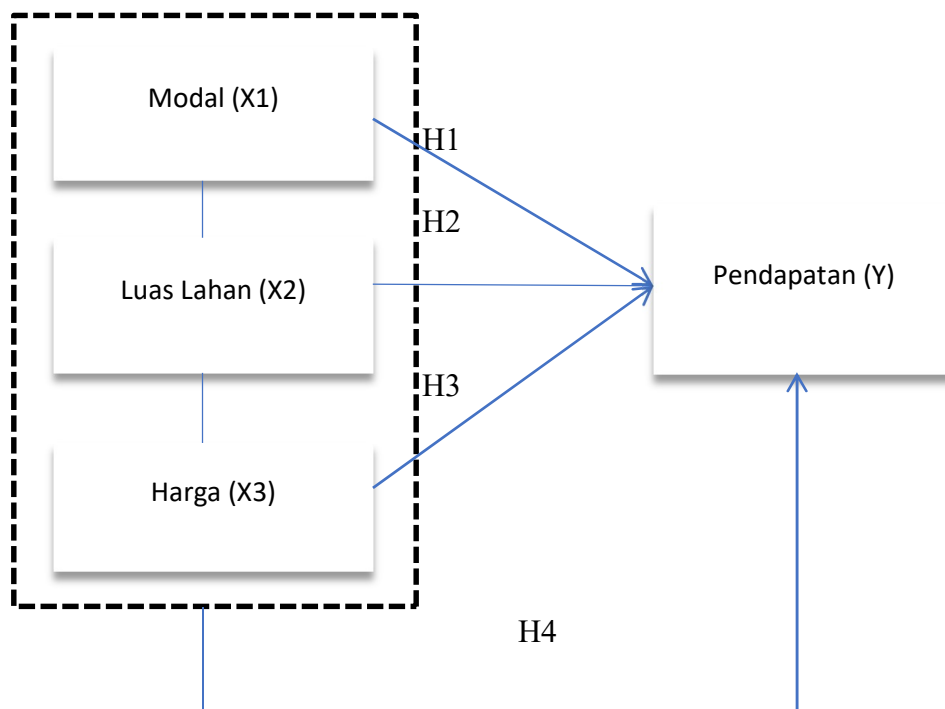 Modal (X1)
H1
H2
Luas Lahan (X2)
Pendapatan (Y)
H3
Harga (X3)
H4